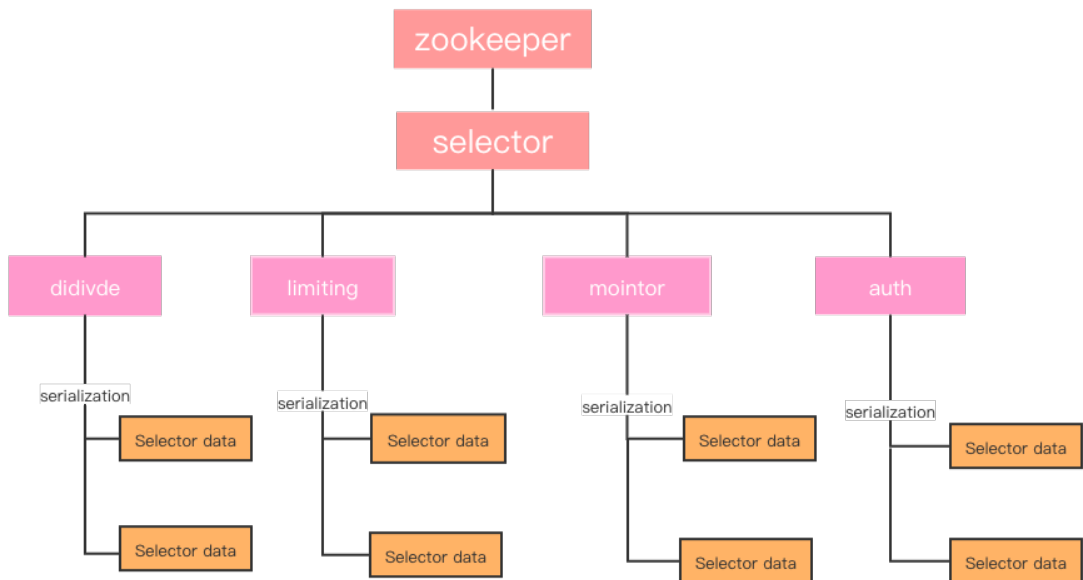 zookeeper
selector
didivde
limiting
mointor
auth
serialization
serialization
serialization
serialization
Selector data
Selector data
Selector data
Selector data
Selector data
Selector data
Selector data
Selector data